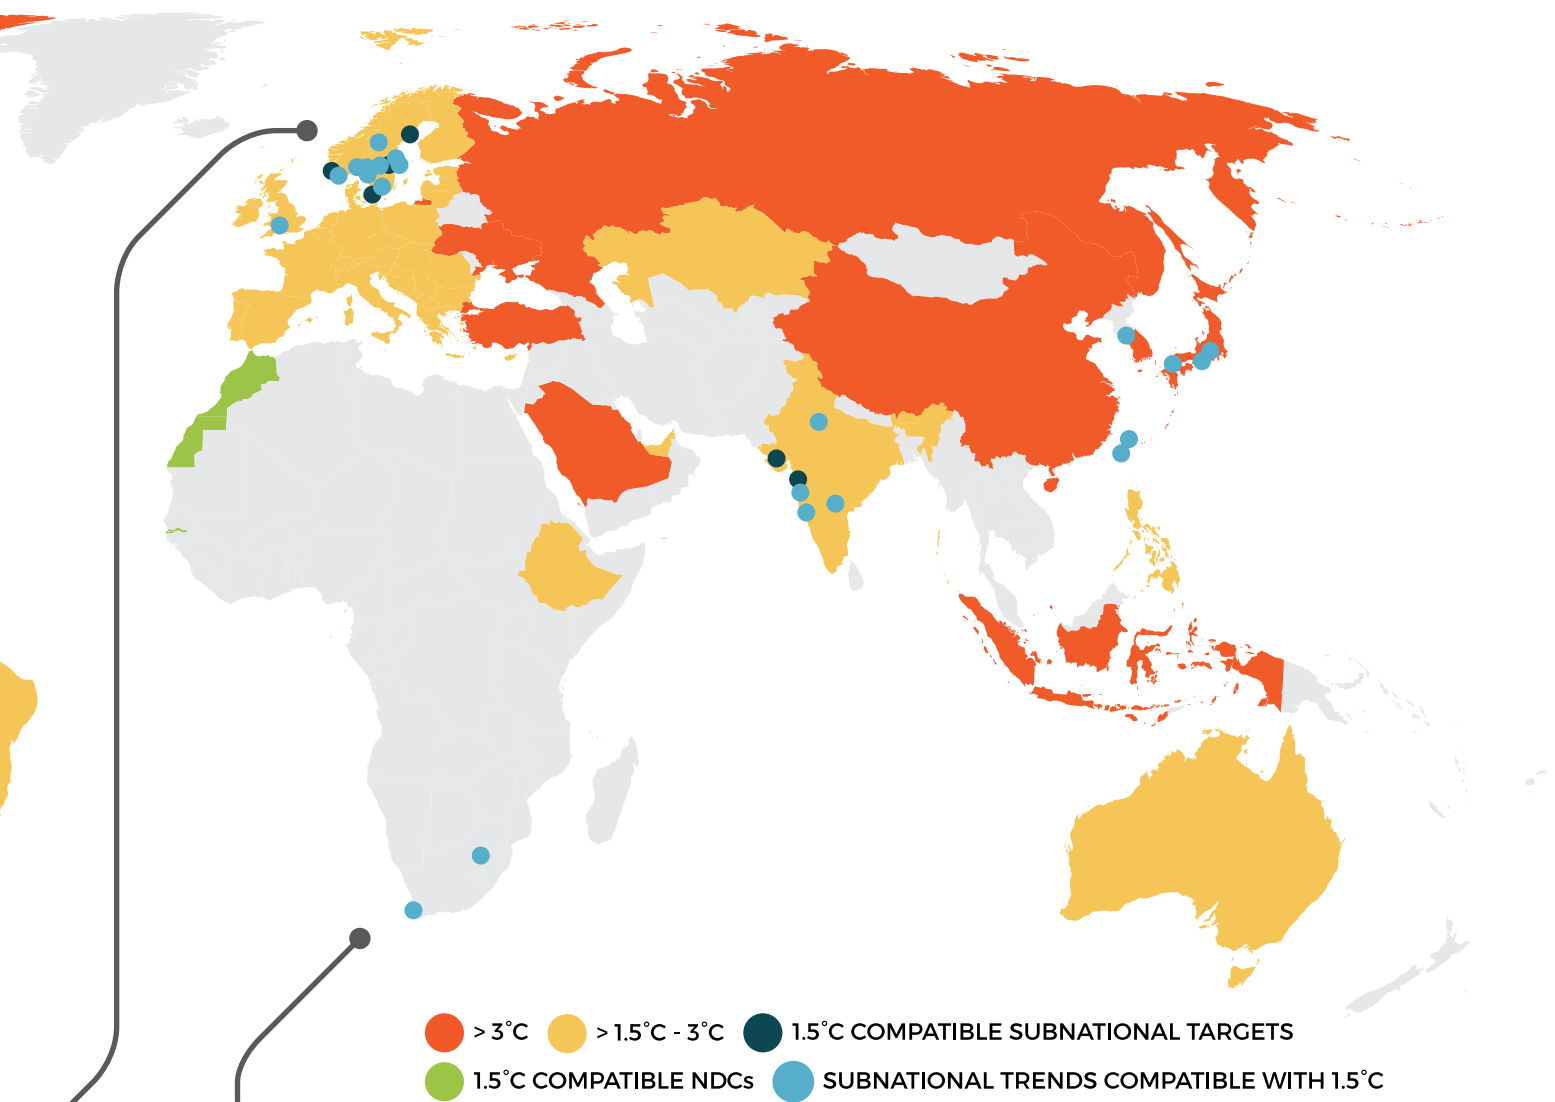 > 3°C > 1.5°C - 3°C 1.5°C COMPATIBLE SUBNATIONAL TARGETS
1.5°C COMPATIBLE NDCs SUBNATIONAL TRENDS COMPATIBLE WITH 1.5°C